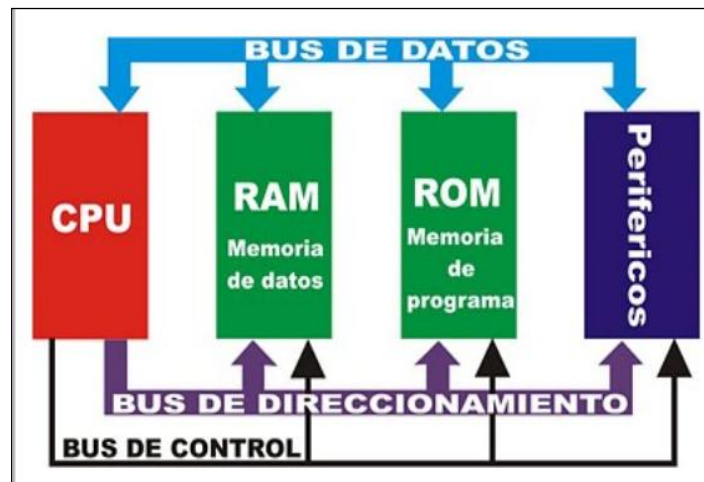 BUS DE DATOS
CPU
RAM
Memoria
de datos
ROM
Memoria
de
programa
Perifericos
BUS DE DIRECCIONAMIENTO
BUS DE CONTROL